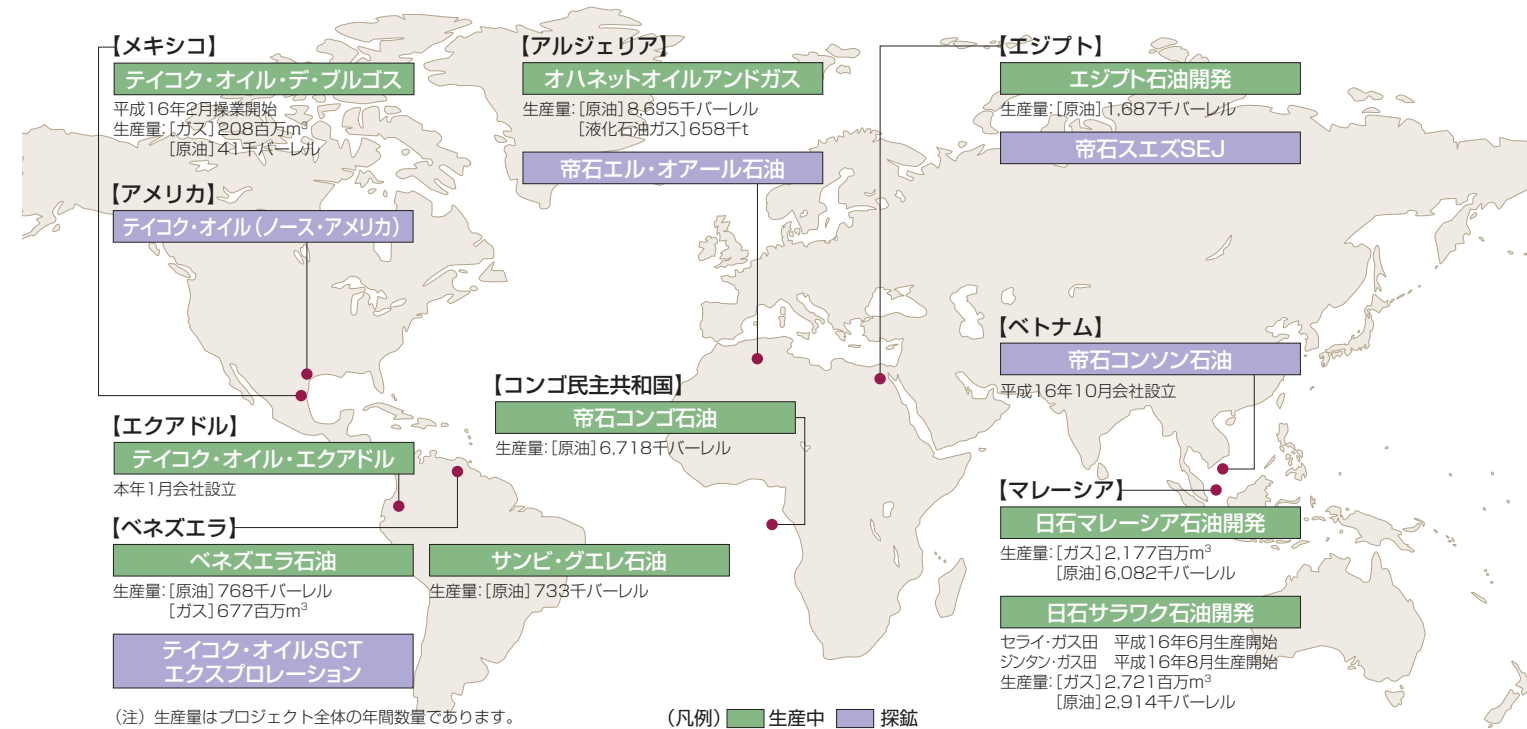 【メキシコ】
テイコク・オイル・デ・ブルゴス
平成16年2月操業開始
生産量:[ガス]208百万m³
[原油]41千バーレル
【アメリカ】
テイコク・オイル(ノース・アメリカ)
【エクアドル】
テイコク・オイル・エクアドル
本年1月会社設立
【ベネズエラ】
ベネズエラ石油
生産量:[原油]768千バーレル
[ガス]677百万m³
サンビ・グエレ石油
生産量:[原油]733千バーレル
テイコク・オイルSCT
エクスプロレーション
【アルジェリア】
オハネットオイルアンドガス
生産量:[原油]8,695千バーレル
[液化石油ガス]658千t
帝石エル・オアール石油
【コンゴ民主共和国】
帝石コンゴ石油
生産量:[原油]6,718千バーレル
【エジプト】
エジプト石油開発
生産量:[原油]1,687千バーレル
帝石スエズSEJ
【ベトナム】
帝石コンソン石油
平成16年10月会社設立
【マレーシア】
日石マレーシア石油開発
生産量:[ガス]2,177百万m³
[原油]6,082千バーレル
日石サラワク石油開発
セライ・ガス田 平成16年6月生産開始
ジンタン・ガス田 平成16年8月生産開始
生産量:[ガス]2,721百万m³
[原油]2,914千バーレル
(注)生産量はプロジェクト全体の年間数量であります。
(凡例) 生産中 探鉱